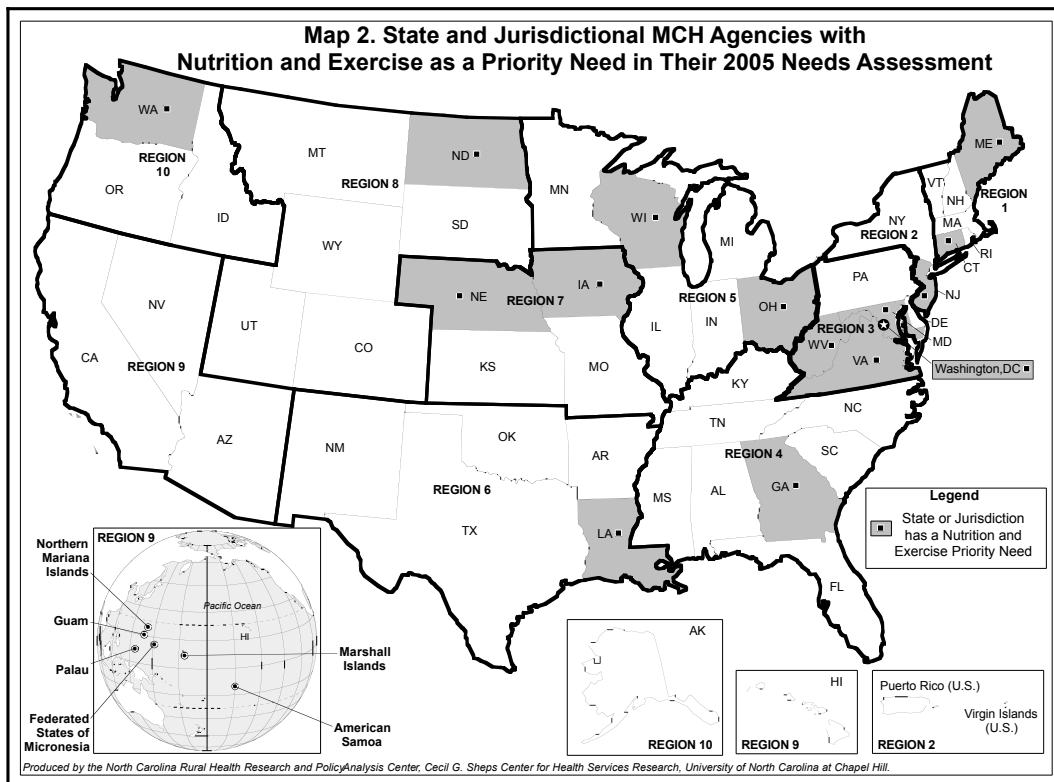 Map 2. State and Jurisdictional MCH Agencies with
Nutrition and Exercise as a Priority Need in Their 2005 Needs Assessment
WA
MT
ND
MN
ME
REGION
10
REGION 8
VT
REGION
1
OR
ID
SD
WI
NH
NY
MA
WY
MI
REGION 2
RI
CT
PA
NV
NE
REGION 7
IA
REGION 5
OH
NJ
UT
IL
IN
REGION 3
DE
MD
CO
WV
CA
REGION 9
KS
MO
VA
Washington,DC
KY
NC
TN
AZ
NM
OK
AR
REGION 4
SC
REGION 6
MS
AL
GA
TX
LA
FL
Legend
State or Jurisdiction
has a Nutrition and
Exercise Priority Need
REGION 9
Northern
Mariana
Islands
Pacific Ocean
Guam
HI
Palau
Marshall
Islands
Federated
States of
Micronesia
American
Samoa
AK
REGION 10
HI
REGION 9
Puerto Rico (U.S.)
Virgin Islands
(U.S.)
REGION 2
Produced by the North Carolina Rural Health Research and PolicyAnalysis Center, Cecil G. Sheps Center for Health Services Research, University of North Carolina at Chapel Hill.